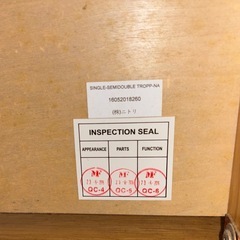 SINGLE-SEMIDOUBLE TROPP-NA
16052018260
(株)ニトリ
INSPECTION SEAL
APPEARANCE PARTS FUNCTION
QC-4 QC-5 QC-6